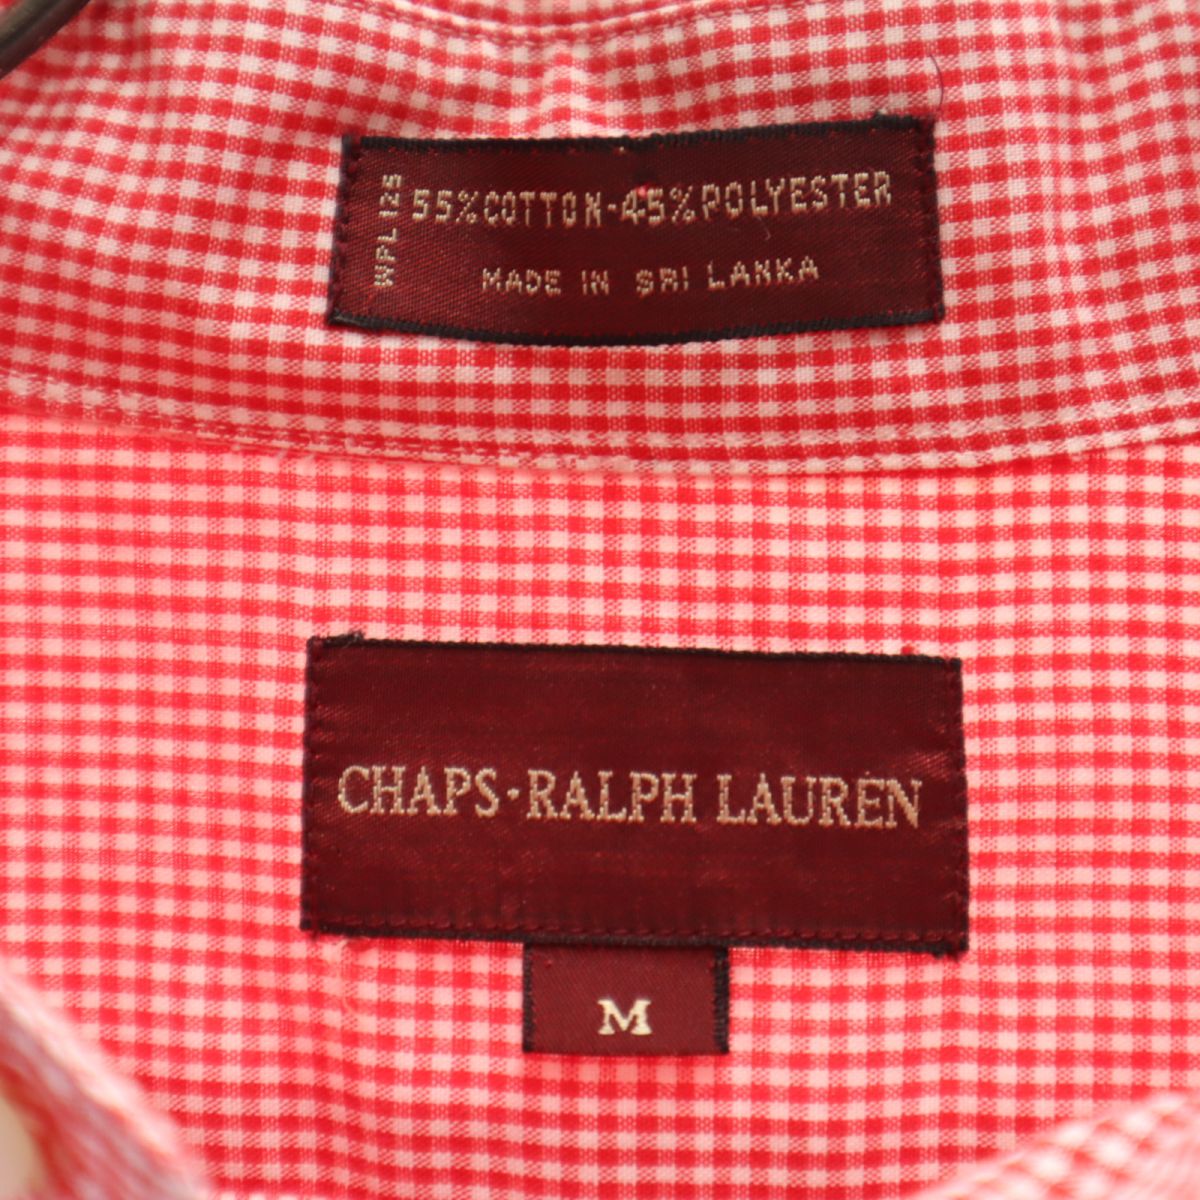 WPL 125
55%COTTON-45%POLYESTER
MADE IN SRI LANKA
CHAPS·RALPH LAUREN
M